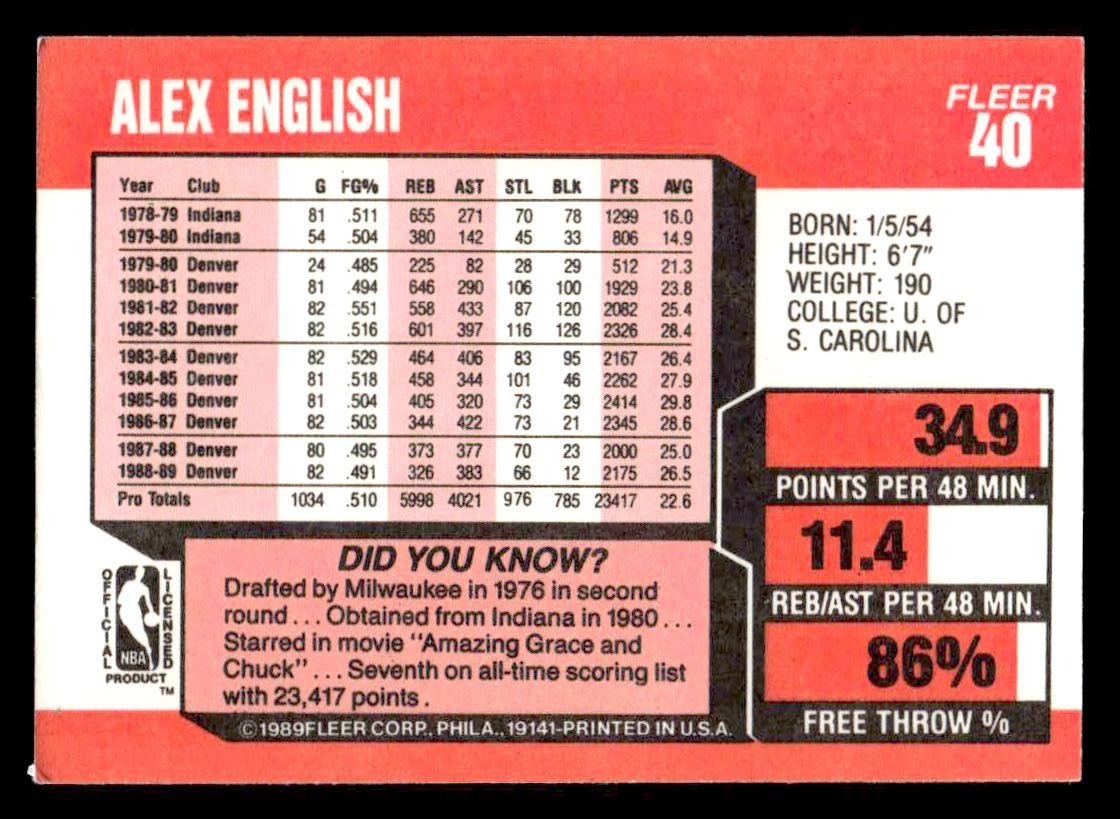 ALEX ENGLISH
FLEER
40
Year Club G FG% REB AST STL BLK PTS AVG
1978-79 Indiana 81 .511 655 271 70 78 1299 16.0
1979-80 Indiana 54 .504 380 142 45 33 806 14.9
1979-80 Denver 24 .485 225 82 28 29 512 21.3
1980-81 Denver 81 .494 646 290 106 100 1929 23.8
1981-82 Denver 82 .551 558 433 87 120 2082 25.4
1982-83 Denver 82 .516 601 397 116 126 2326 28.4
1983-84 Denver 82 .529 464 406 83 95 2167 26.4
1984-85 Denver 81 .518 458 344 101 46 2262 27.9
1985-86 Denver 81 .504 405 320 73 29 2414 29.8
1986-87 Denver 82 .503 344 422 73 21 2345 28.6
1987-88 Denver 80 .495 373 377 70 23 2000 25.0
1988-89 Denver 82 .491 326 383 66 12 2175 26.5
Pro Totals 1034 .510 5998 4021 976 785 23417 22.6
BORN: 1/5/54
HEIGHT: 6'7"
WEIGHT: 190
COLLEGE: U. OF
S. CAROLINA
34.9
POINTS PER 48 MIN.
11.4
REB/AST PER 48 MIN.
86%
FREE THROW %
DID YOU KNOW?
Drafted by Milwaukee in 1976 in second
round . . . Obtained from Indiana in 1980 . . .
Starred in movie "Amazing Grace and
Chuck" . . . Seventh on all-time scoring list
with 23,417 points .
OFFICIAL
NBA
LICENSED
PRODUCT
TM
©1989FLEER CORP., PHILA., 19141-PRINTED IN U.S.A.